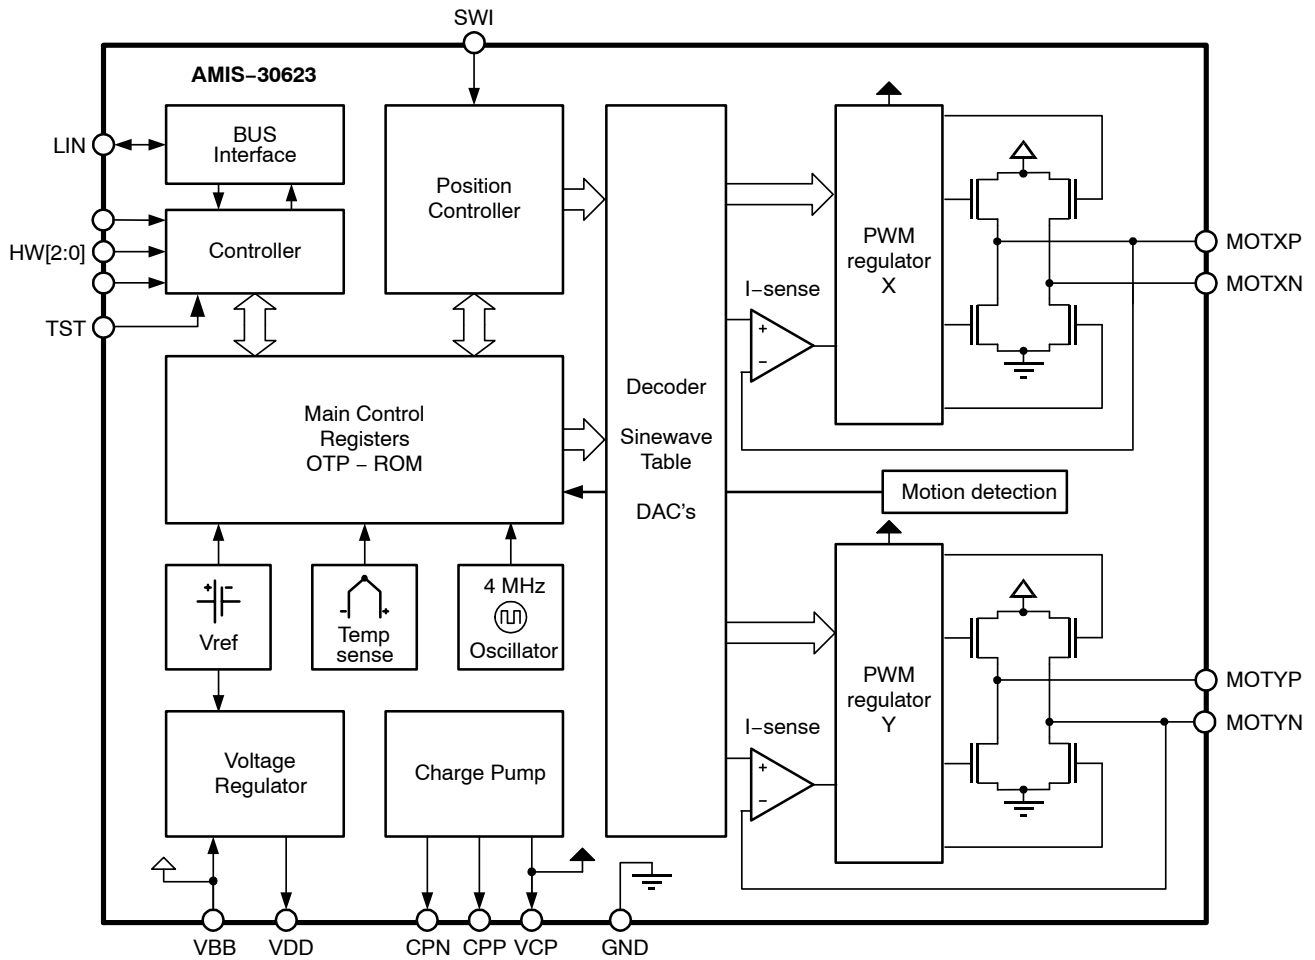 SWI
AMIS–30623
LIN
BUS
Interface
HW[2:0]
Controller
TST
Position
Controller
Main Control
Registers
OTP – ROM
+ -
Vref
- +
Temp
sense
4 MHz
Oscillator
Voltage
Regulator
Charge Pump
Decoder
Sinewave
Table
DAC's
I–sense
+
–
PWM
regulator
X
MOTXP
MOTXN
Motion detection
I–sense
+
–
PWM
regulator
Y
MOTYP
MOTYN
VBB
VDD
CPN
CPP
VCP
GND